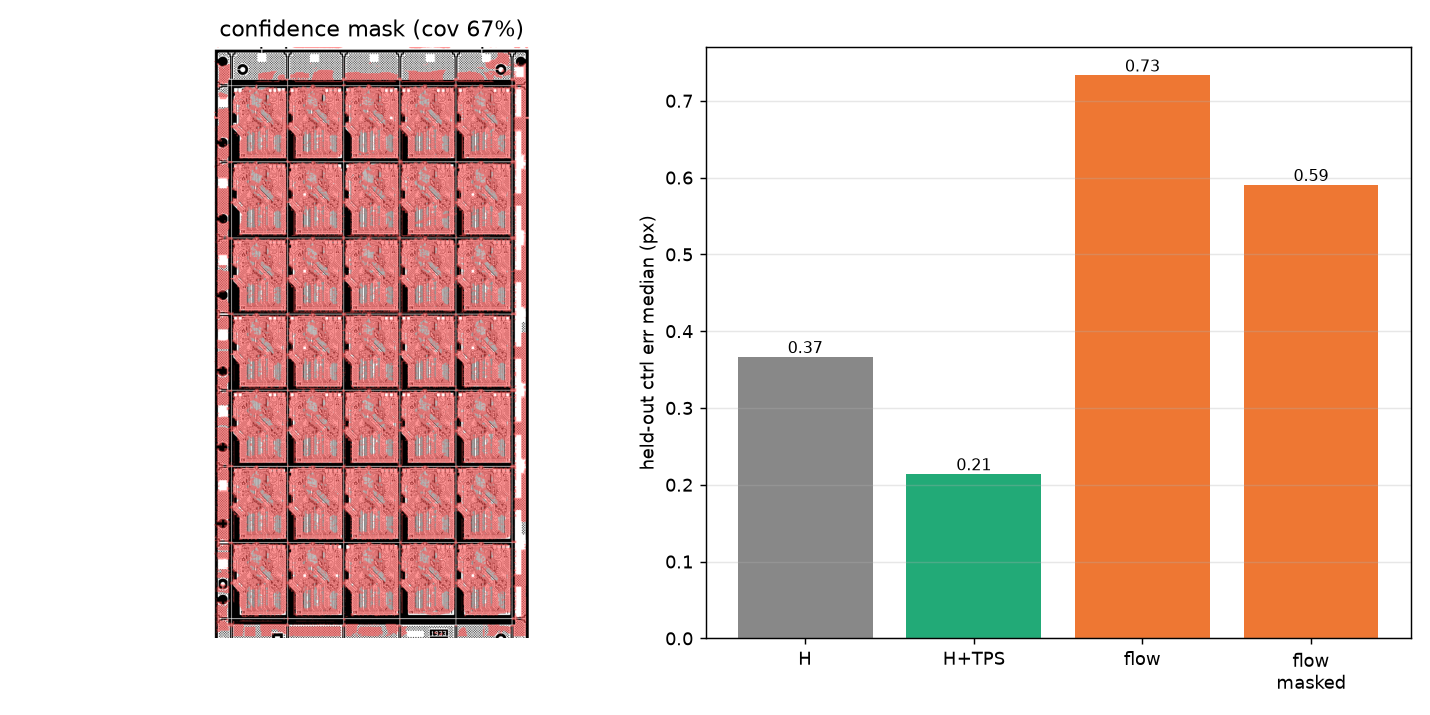 confidence mask (cov 67%)
1933
held-out ctrl err median (px)
0.7
0.6
0.5
0.4
0.3
0.2
0.1
0.0
0.37
0.21
0.73
0.59
H
H+TPS
flow
flow
masked